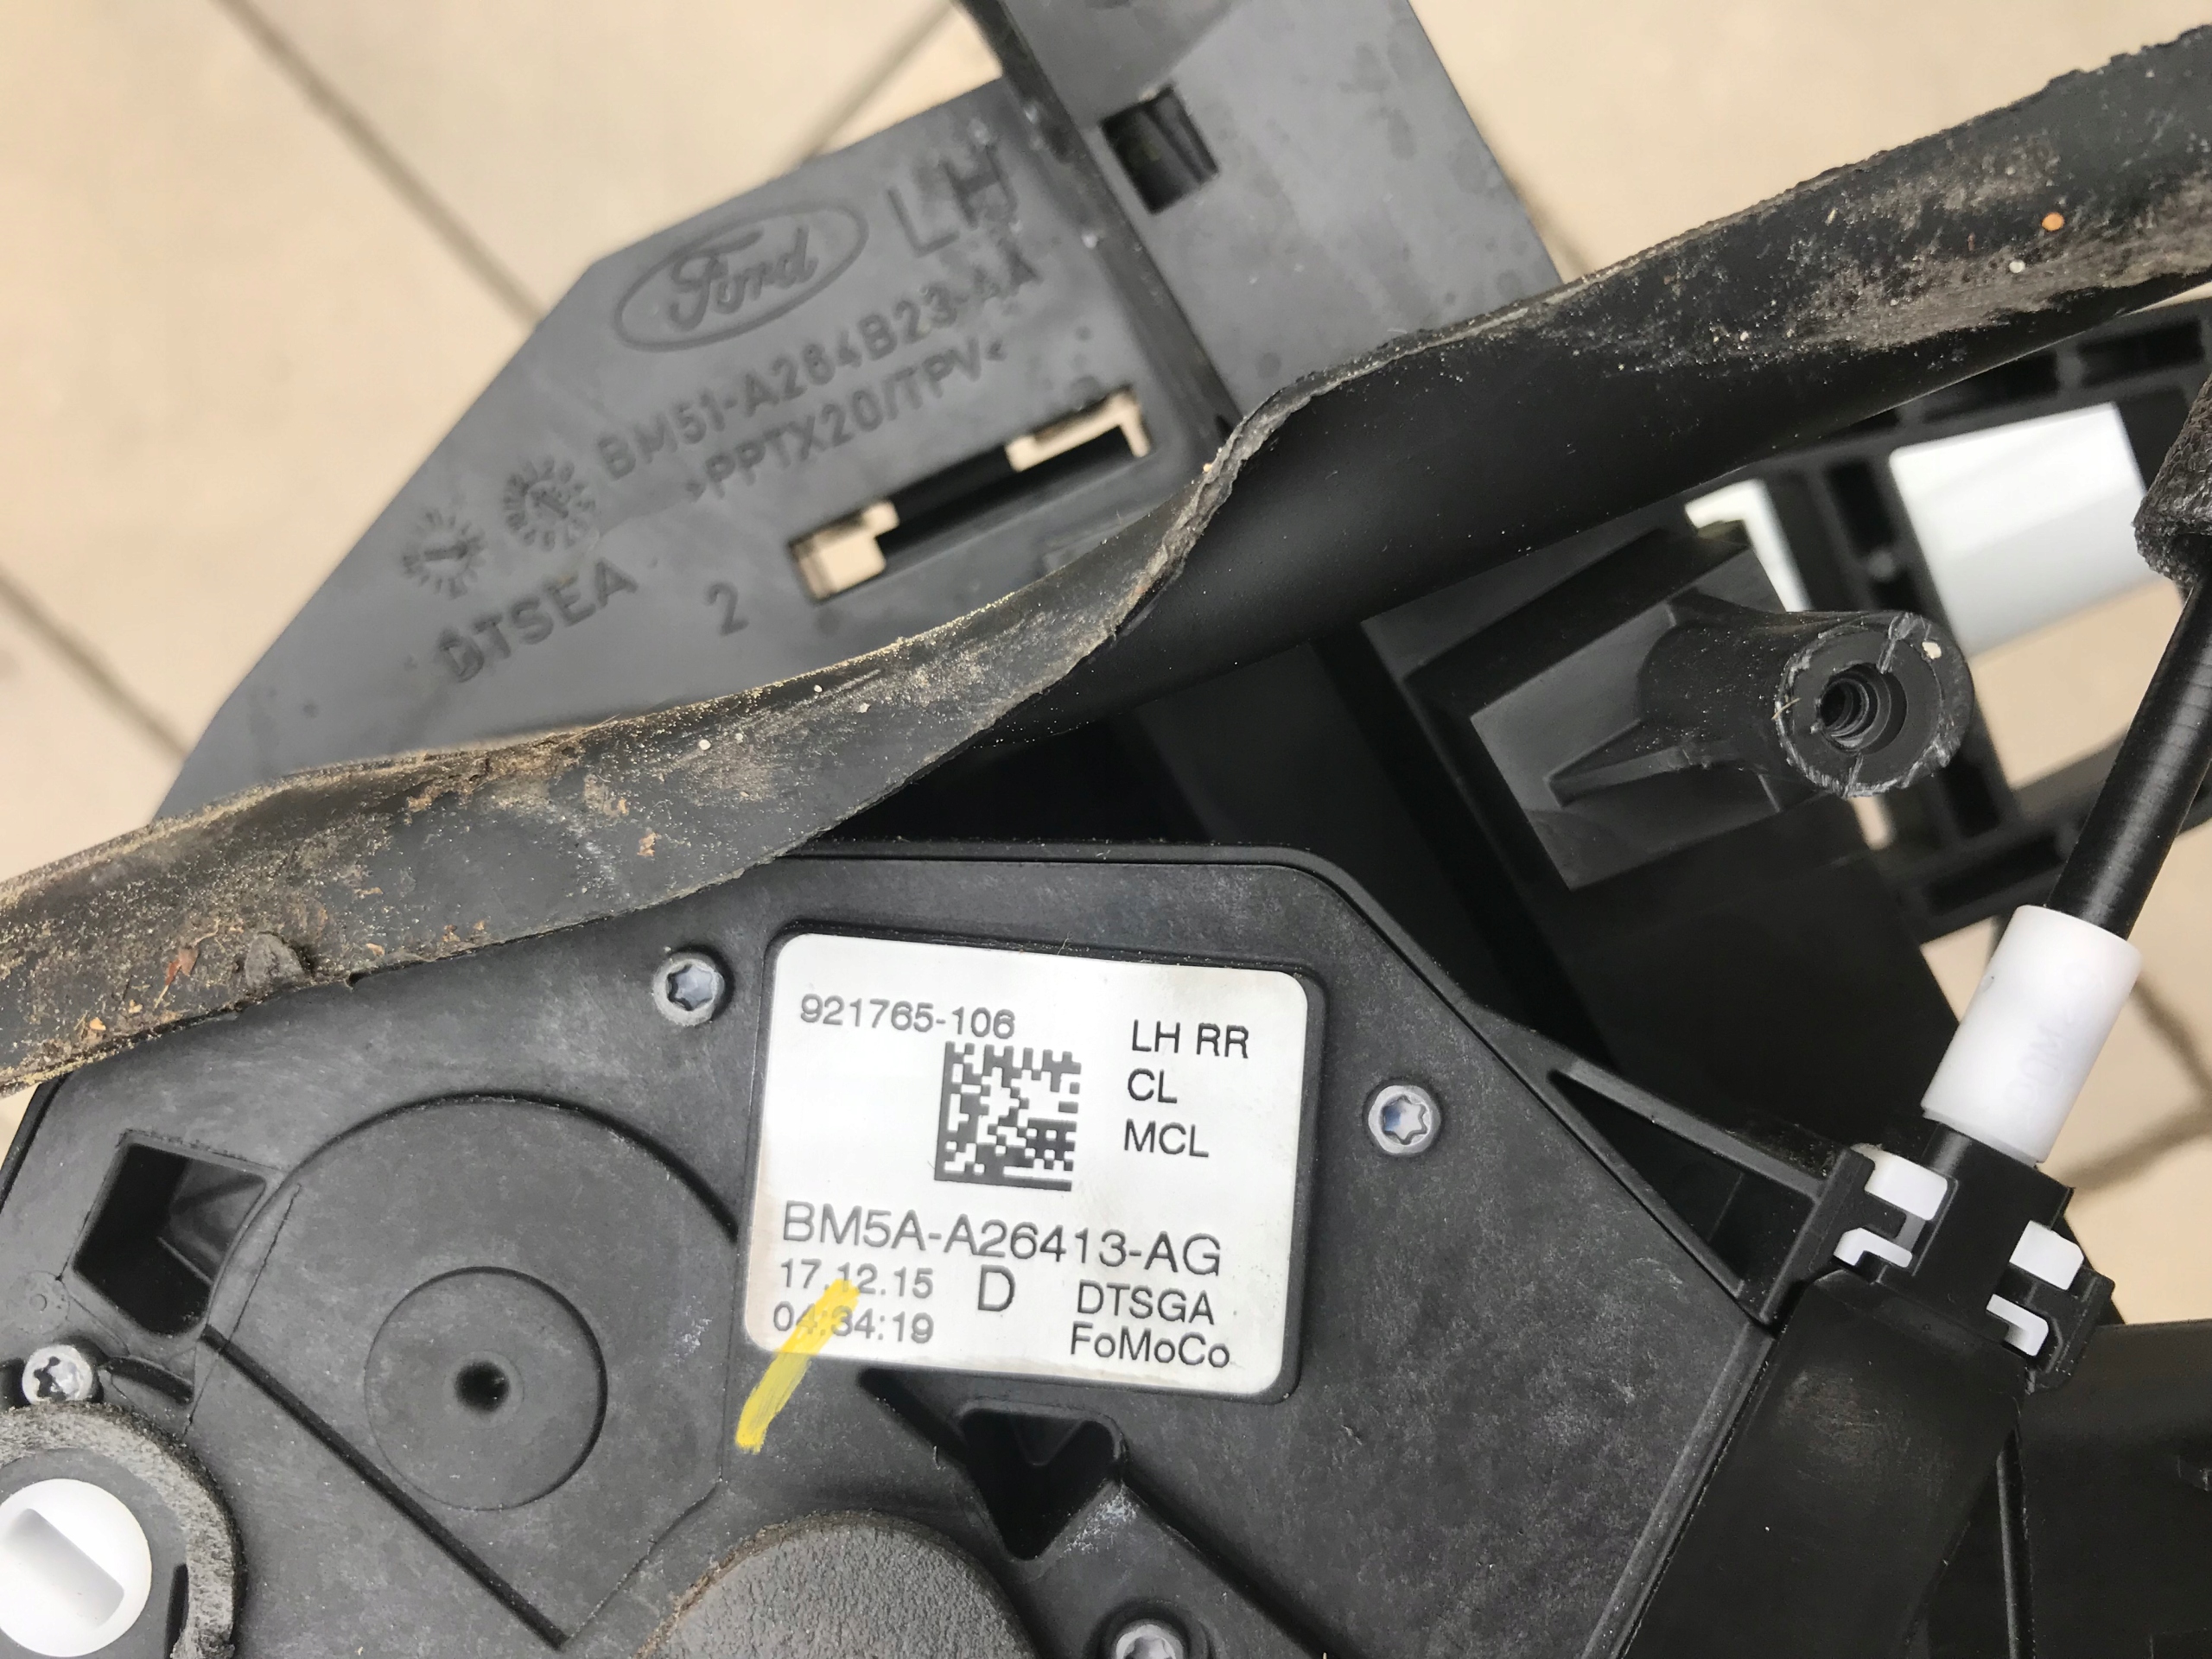 Ford LH
BM51-A264B23-AA
>PPTX20/TPV<
DTSEA
2
921765-106
LH RR
CL
MCL
BM5A-A26413-AG
17.12.15
D
DTSGA
04:34:19
FoMoCo